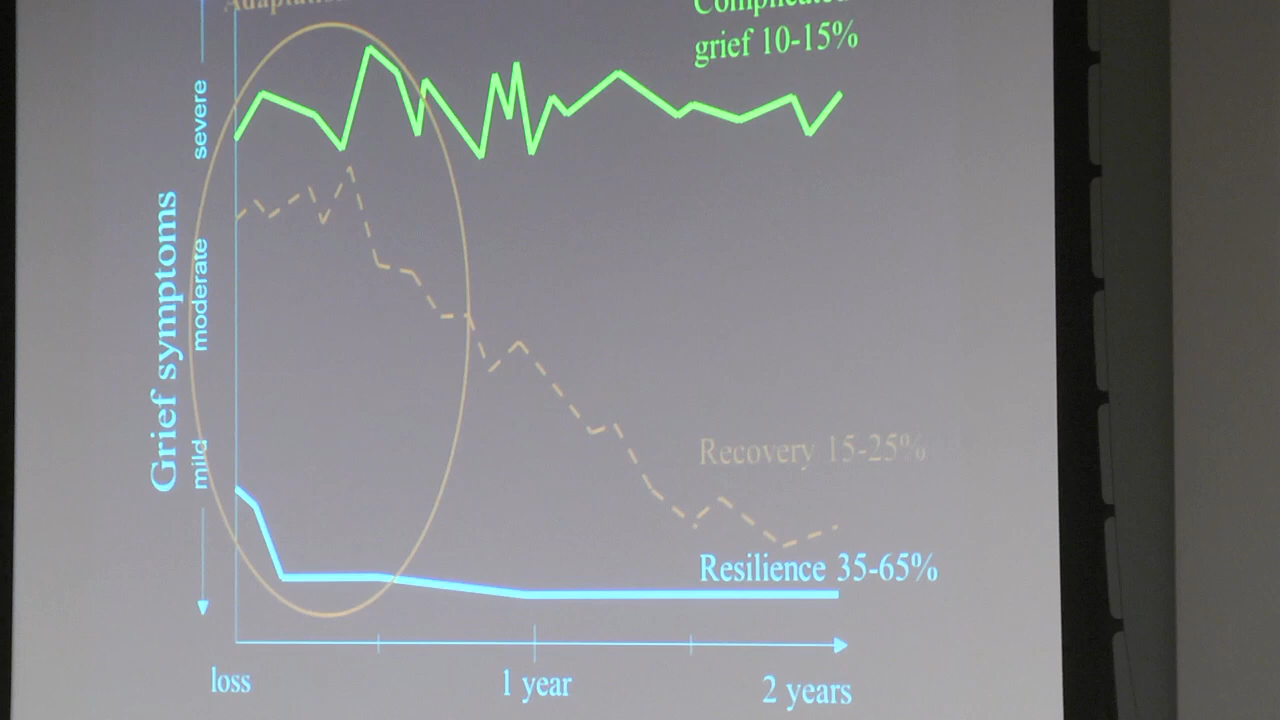 grief 10-15%
severe
moderate
mild
Grief symptoms
Recovery 15-25%
Resilience 35-65%
loss
1 year
2 years